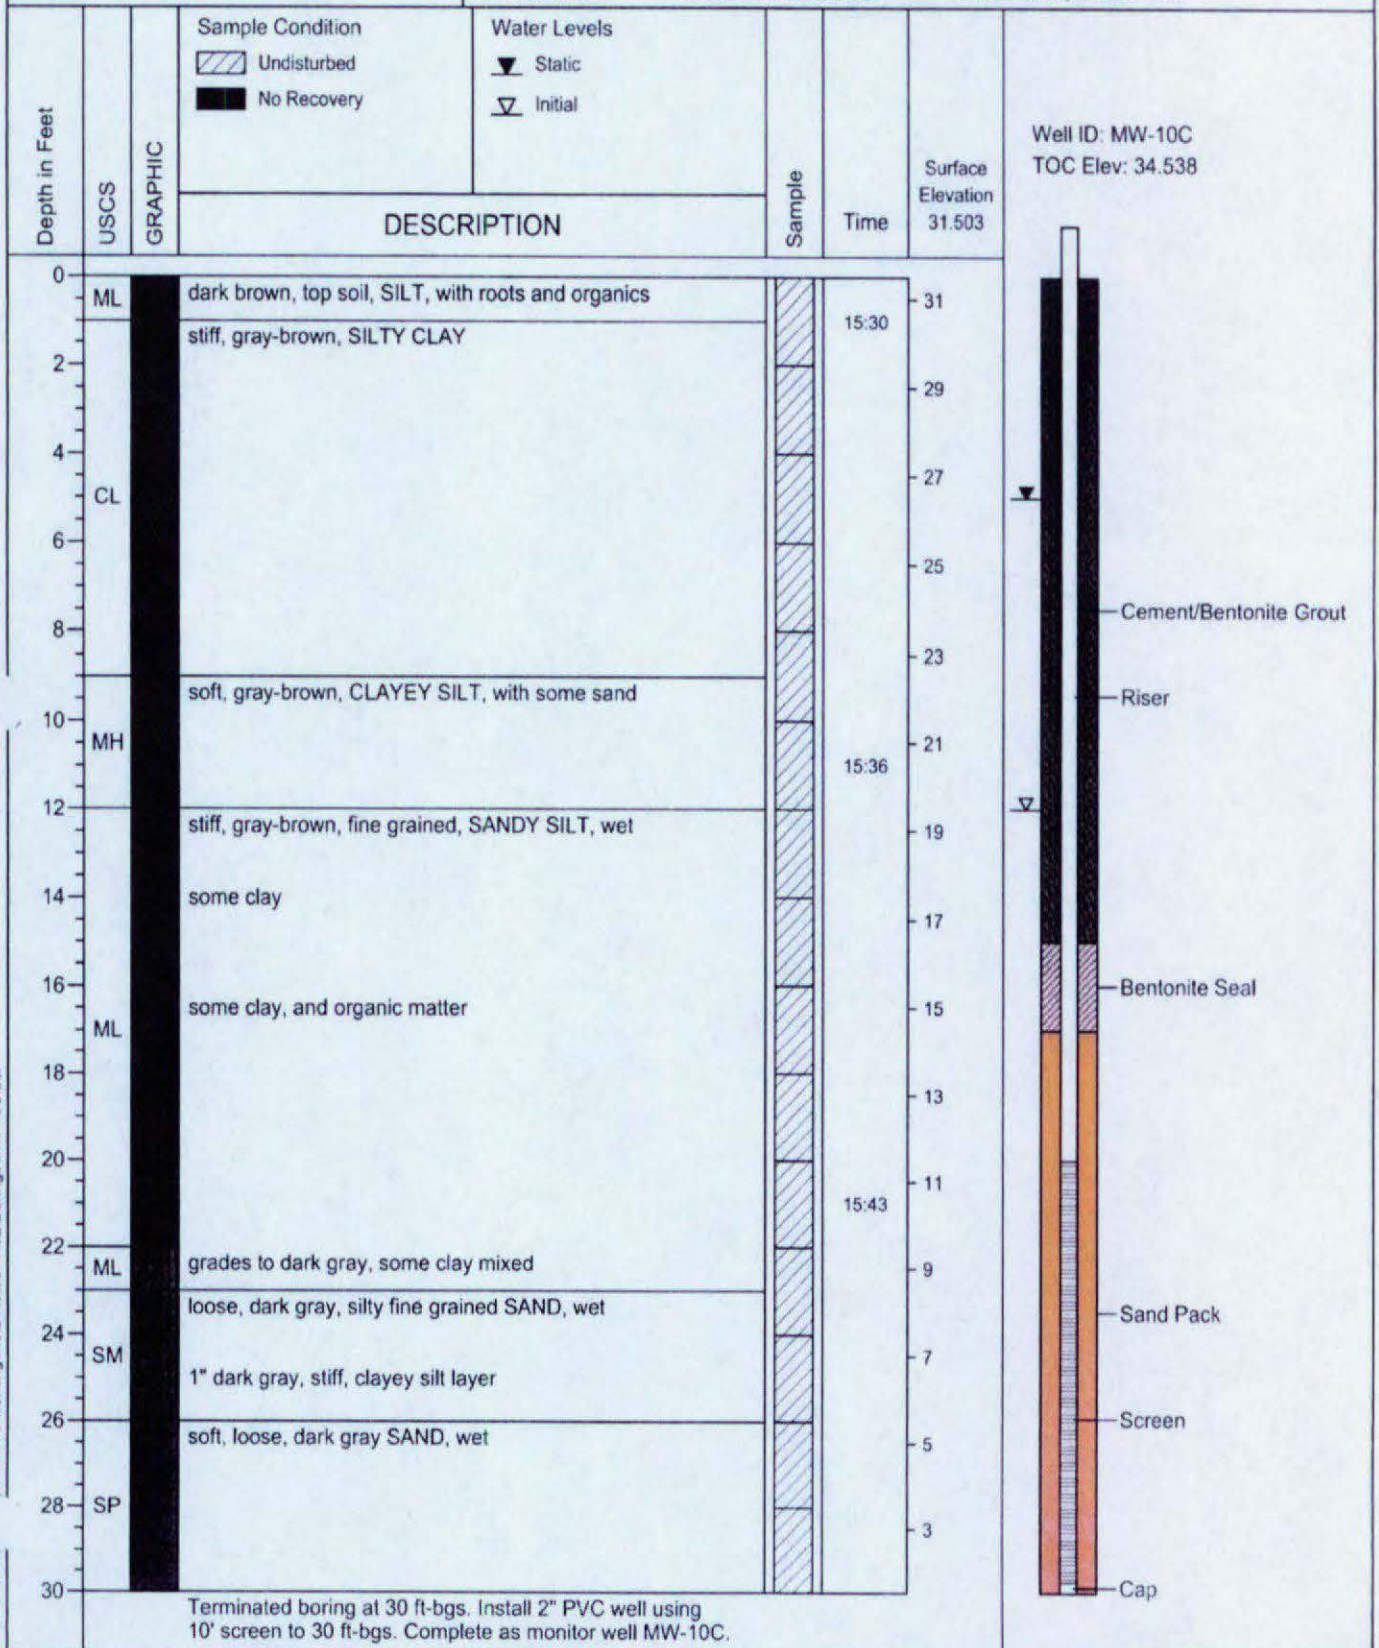 Sample Condition
Undisturbed
No Recovery
Water Levels
Static
Initial
Depth in Feet
USCS
GRAPHIC
DESCRIPTION
Sample
Time
Surface
Elevation
31.503
Well ID: MW-10C
TOC Elev: 34.538
0
2
4
6
8
10
12
14
16
18
20
22
24
26
28
30
ML
CL
MH
ML
ML
SM
SP
dark brown, top soil, SILT, with roots and organics
stiff, gray-brown, SILTY CLAY
soft, gray-brown, CLAYEY SILT, with some sand
stiff, gray-brown, fine grained, SANDY SILT, wet
some clay
some clay, and organic matter
grades to dark gray, some clay mixed
loose, dark gray, silty fine grained SAND, wet
1" dark gray, stiff, clayey silt layer
soft, loose, dark gray SAND, wet
Terminated boring at 30 ft-bgs. Install 2" PVC well using
10' screen to 30 ft-bgs. Complete as monitor well MW-10C.
15:30
15:36
15:43
31
29
27
25
23
21
19
17
15
13
11
9
7
5
3
Cement/Bentonite Grout
Riser
Bentonite Seal
Sand Pack
Screen
Cap